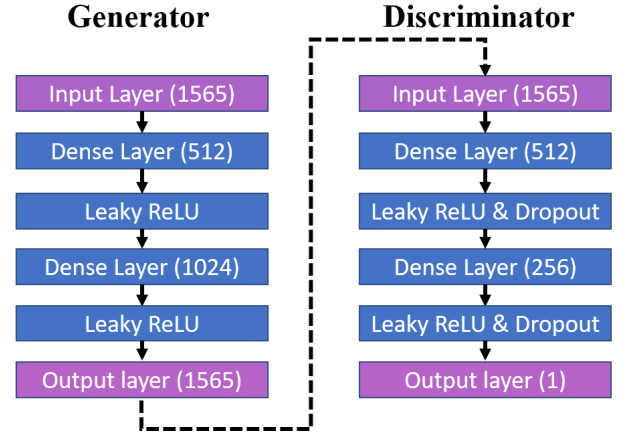 Generator
Input Layer (1565)
Dense Layer (512)
Leaky ReLU
Dense Layer (1024)
Leaky ReLU
Output layer (1565)
Discriminator
Input Layer (1565)
Dense Layer (512)
Leaky ReLU & Dropout
Dense Layer (256)
Leaky ReLU & Dropout
Output layer (1)